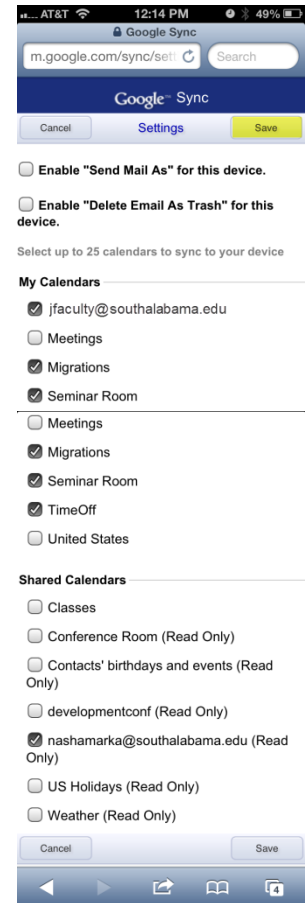 AT&T 12:14 PM 49%
Google Sync
m.google.com/sync/sett Search
Google™ Sync
Cancel Settings Save
Enable "Send Mail As" for this device.
Enable "Delete Email As Trash" for this
device.
Select up to 25 calendars to sync to your device
My Calendars
jfaculty@southalabama.edu
Meetings
Migrations
Seminar Room
Meetings
Migrations
Seminar Room
TimeOff
United States
Shared Calendars
Classes
Conference Room (Read Only)
Contacts' birthdays and events (Read
Only)
developmentconf (Read Only)
nashamarka@southalabama.edu (Read
Only)
US Holidays (Read Only)
Weather (Read Only)
Cancel Save
4